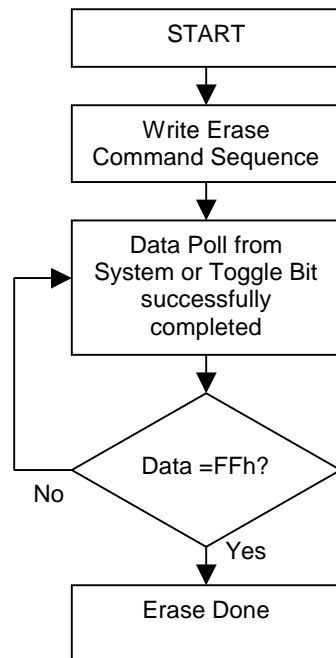 START
Write Erase
Command Sequence
Data Poll from
System or Toggle Bit
successfully
completed
Data =FFh?
No
Yes
Erase Done